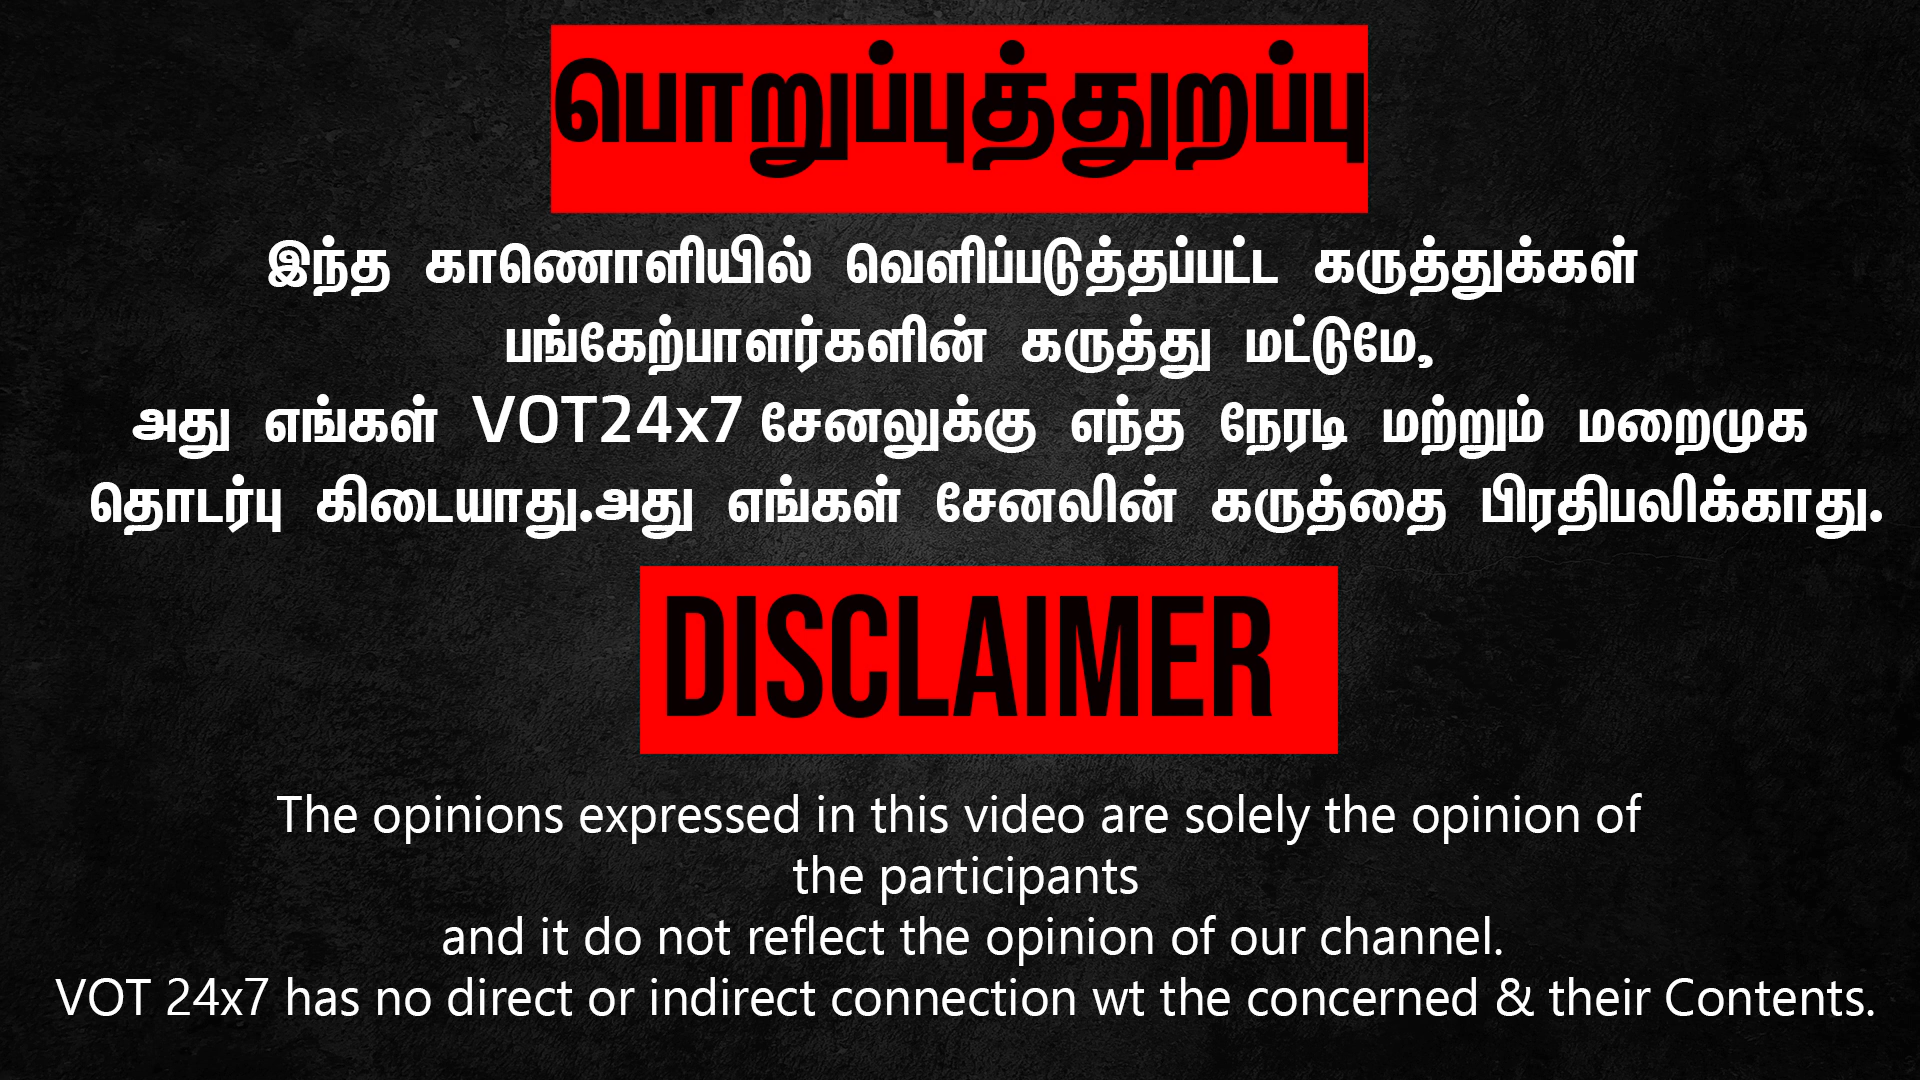 பொறுப்புத்துறப்பு
இந்த காணொளியில் வெளிப்படுத்தப்பட்ட கருத்துக்கள்
பங்கேற்பாளர்களின் கருத்து மட்டுமே,
அது எங்கள் VOT24x7 சேனலுக்கு எந்த நேரடி மற்றும் மறைமுக
தொடர்பு கிடையாது.அது எங்கள் சேனலின் கருத்தை பிரதிபலிக்காது.
DISCLAIMER
The opinions expressed in this video are solely the opinion of
the participants
and it do not reflect the opinion of our channel.
VOT 24x7 has no direct or indirect connection wt the concerned & their Contents.